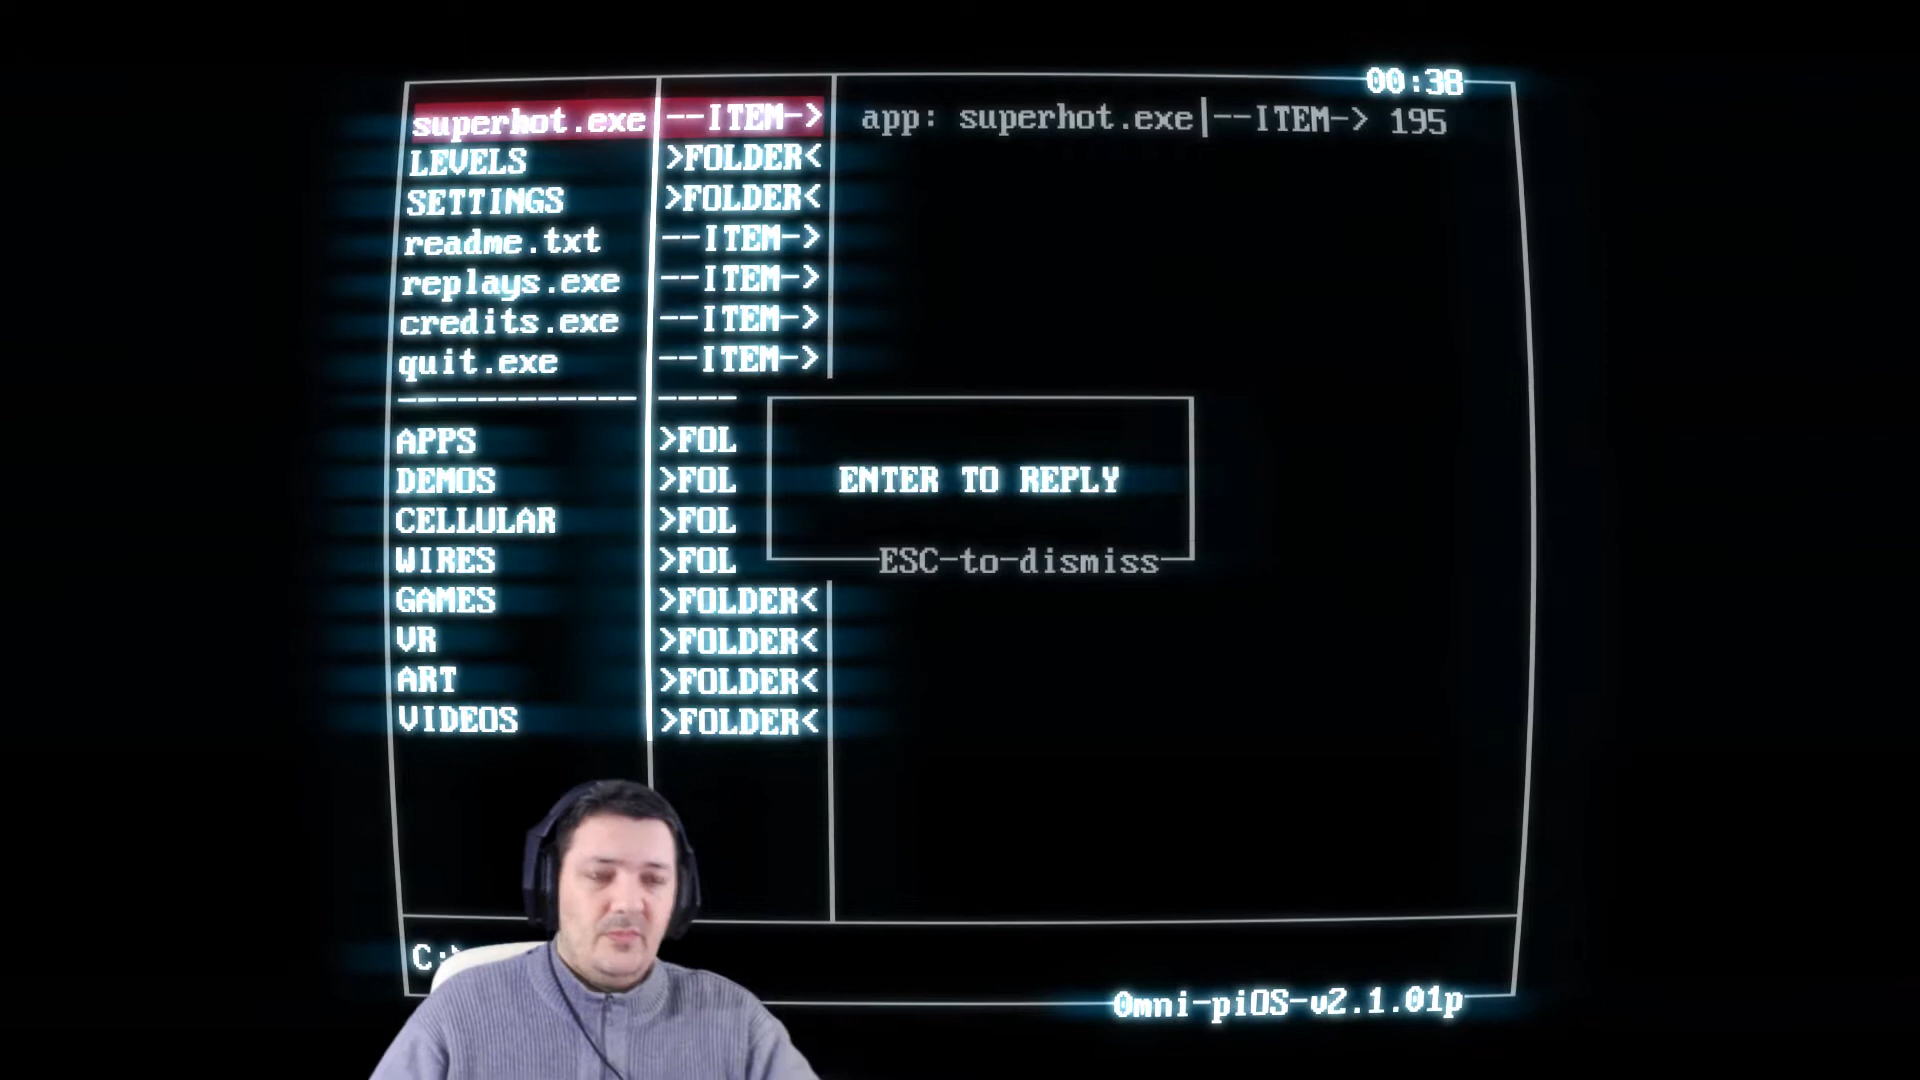 00:38
superhot.exe --ITEM-> app: superhot.exe|--ITEM-> 195
LEVELS >FOLDER<
SETTINGS >FOLDER<
readme.txt --ITEM->
replays.exe --ITEM->
credits.exe --ITEM->
quit.exe --ITEM->
APPS >FOL
DEMOS >FOL ENTER TO REPLY
CELLULAR >FOL
WIRES >FOL ESC-to-dismiss
GAMES >FOLDER<
VR >FOLDER<
ART >FOLDER<
VIDEOS >FOLDER<
C:\
Omni-piOS-v2.1.01p